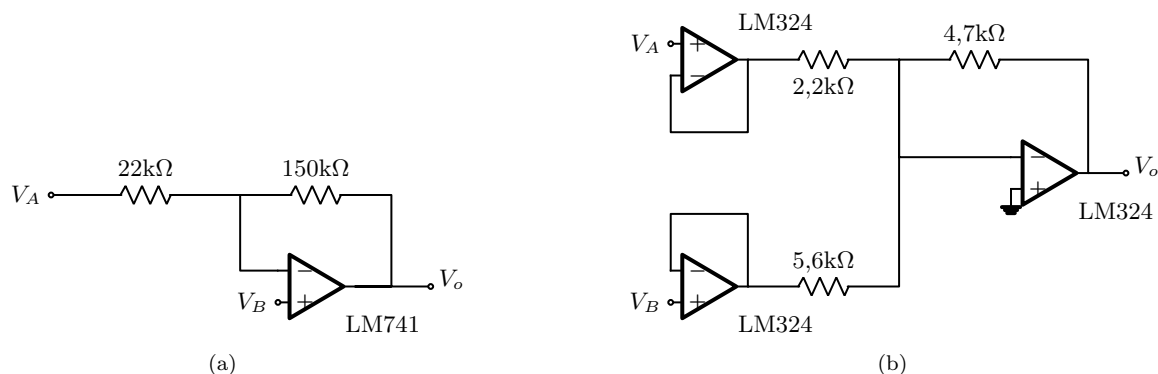 22kΩ
150kΩ
V_A
− 
V_B
+
V_o
LM741
(a)
LM324
V_A
+
−
2,2kΩ
4,7kΩ
−
+
V_o
LM324
−
V_B
+
5,6kΩ
LM324
(b)